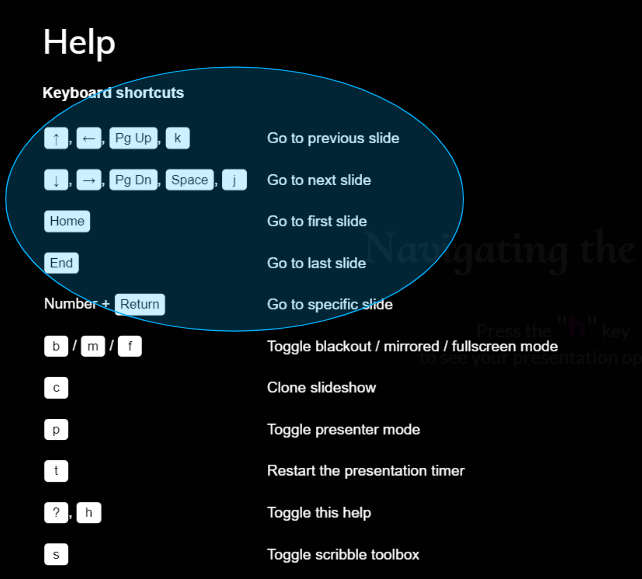 Help
Keyboard shortcuts
↑, ←, Pg Up, k Go to previous slide
↓, →, Pg Dn, Space, j Go to next slide
Home Go to first slide
Navigating the
End Go to last slide
Number + Return Go to specific slide
Press the "h" key
b / m / f Toggle blackout / mirrored / fullscreen mode
to see your presentation op
c Clone slideshow
p Toggle presenter mode
t Restart the presentation timer
?, h Toggle this help
s Toggle scribble toolbox